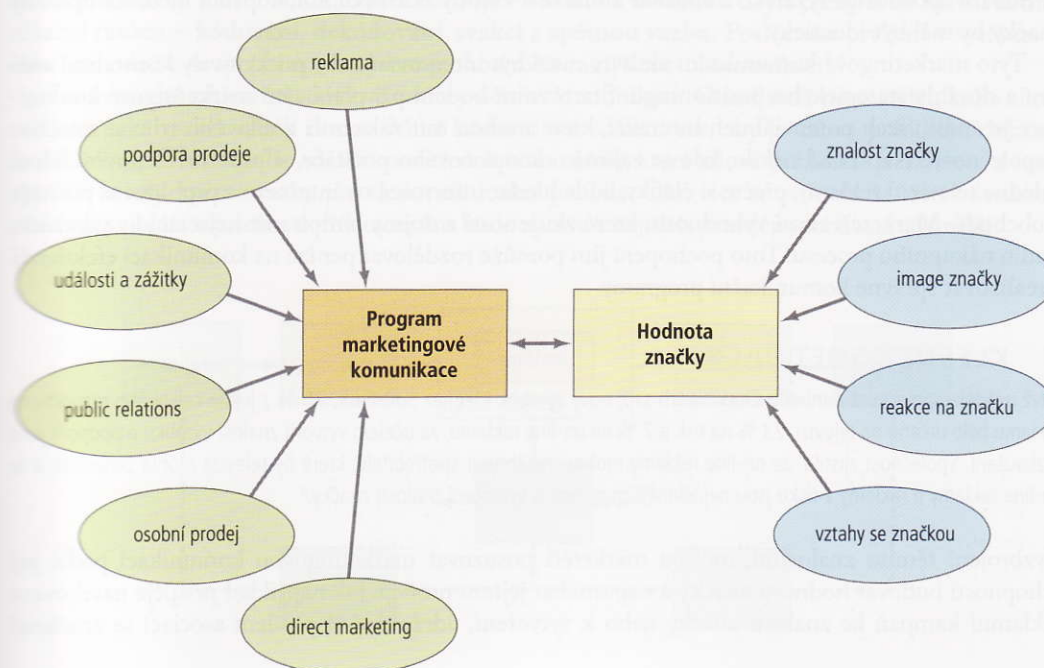 reklama
podpora prodeje
události a zážitky
public relations
osobní prodej
direct marketing
Program
marketingové
komunikace
Hodnota
značky
znalost značky
image značky
reakce na značku
vztahy se značkou